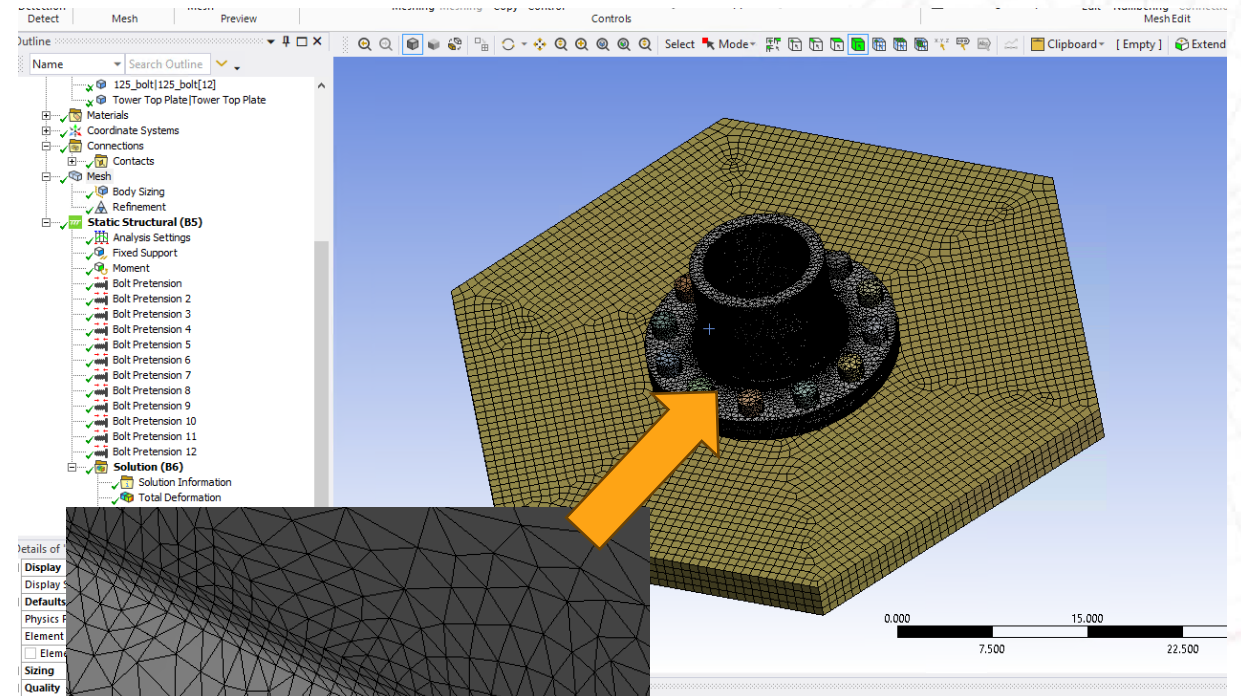 Detect Mesh Preview Controls Mesh Edit
Outline
Select Mode Clipboard [ Empty ] Extend
Name Search Outline
125_bolt|125_bolt[12]
Tower Top Plate|Tower Top Plate
Materials
Coordinate Systems
Connections
Contacts
Mesh
Body Sizing
Refinement
Static Structural (B5)
Analysis Settings
Fixed Support
Moment
Bolt Pretension
Bolt Pretension 2
Bolt Pretension 3
Bolt Pretension 4
Bolt Pretension 5
Bolt Pretension 6
Bolt Pretension 7
Bolt Pretension 8
Bolt Pretension 9
Bolt Pretension 10
Bolt Pretension 11
Bolt Pretension 12
Solution (B6)
Solution Information
Total Deformation
Details of
Display
Display S
Defaults
Physics P
Element
Eleme
Sizing
Quality
0.000 15.000
7.500 22.500